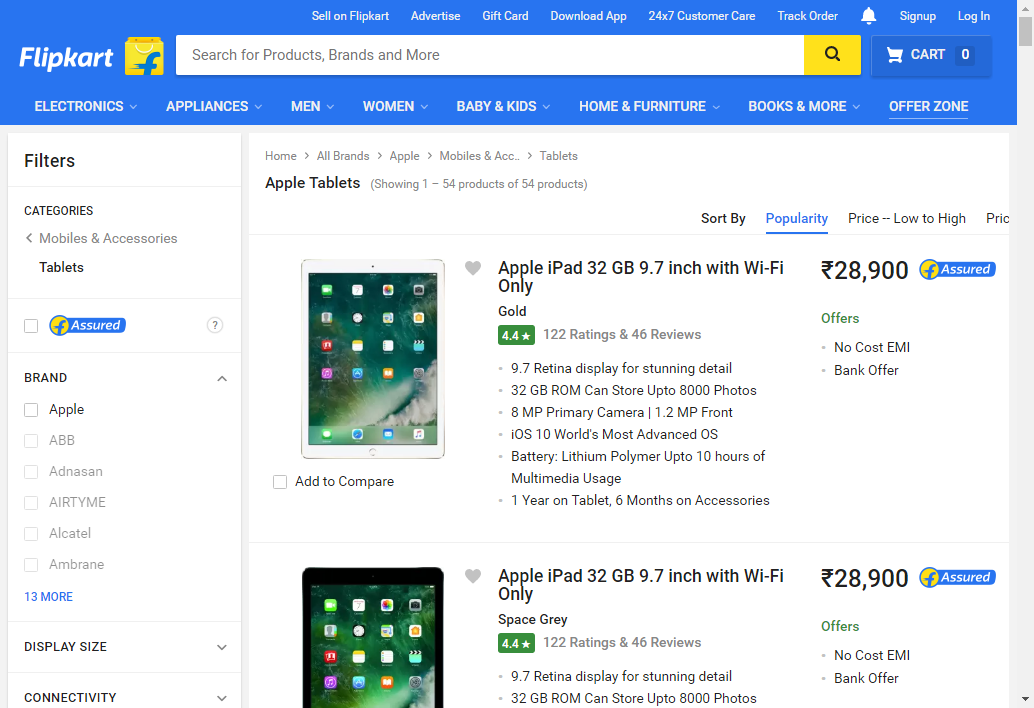 Sell on Flipkart Advertise Gift Card Download App 24x7 Customer Care Track Order Signup Log In
Flipkart
Search for Products, Brands and More
CART 0
ELECTRONICS APPLIANCES MEN WOMEN BABY & KIDS HOME & FURNITURE BOOKS & MORE OFFER ZONE
Filters
CATEGORIES
Mobiles & Accessories
Tablets
Assured
?
BRAND
Apple
ABB
Adnasan
AIRTYME
Alcatel
Ambrane
13 MORE
DISPLAY SIZE
CONNECTIVITY
Home > All Brands > Apple > Mobiles & Acc.. > Tablets
Apple Tablets (Showing 1 – 54 products of 54 products)
Sort By Popularity Price -- Low to High Pric
Apple iPad 32 GB 9.7 inch with Wi-Fi
Only
Gold
4.4 ★ 122 Ratings & 46 Reviews
9.7 Retina display for stunning detail
32 GB ROM Can Store Upto 8000 Photos
8 MP Primary Camera | 1.2 MP Front
iOS 10 World's Most Advanced OS
Battery: Lithium Polymer Upto 10 hours of
Multimedia Usage
1 Year on Tablet, 6 Months on Accessories
₹28,900 Assured
Offers
No Cost EMI
Bank Offer
Add to Compare
Apple iPad 32 GB 9.7 inch with Wi-Fi
Only
Space Grey
4.4 ★ 122 Ratings & 46 Reviews
9.7 Retina display for stunning detail
32 GB ROM Can Store Upto 8000 Photos
₹28,900 Assured
Offers
No Cost EMI
Bank Offer